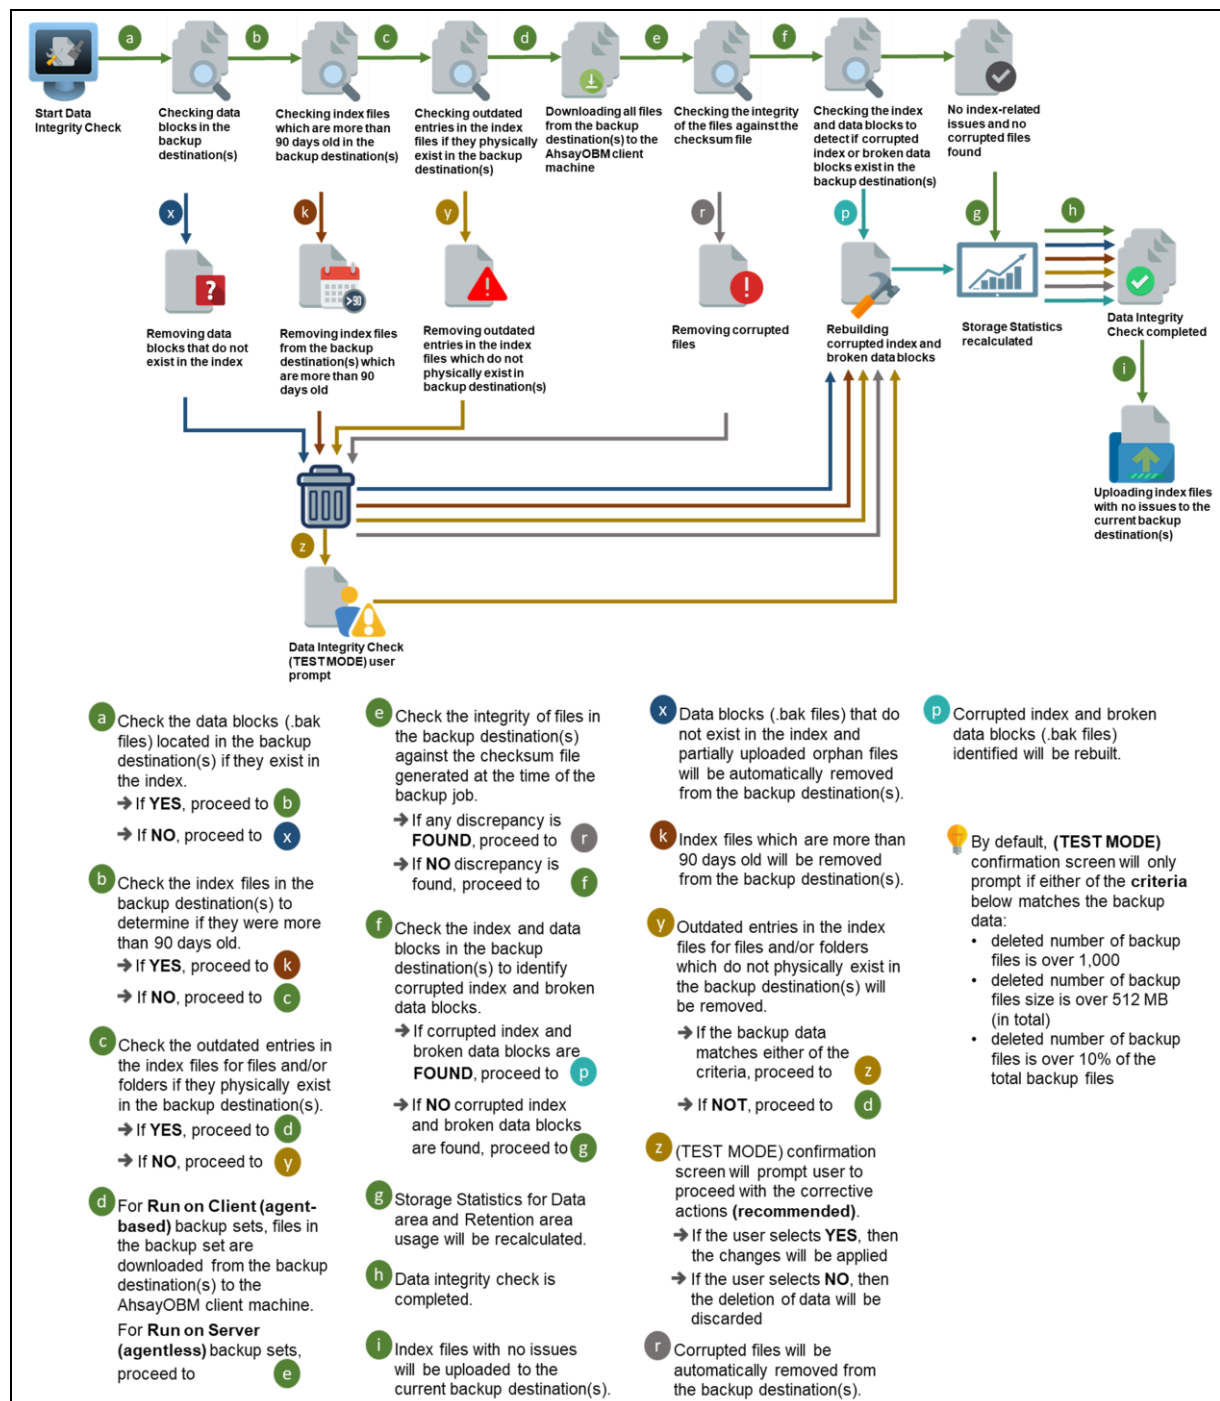 a
b
c
d
e
f
Start Data
Integrity Check
Checking data
blocks in the
backup
destination(s)
Checking index files
which are more than
90 days old in the
backup destination(s)
Checking outdated
entries in the index
files if they physically
exist in the backup
destination(s)
Downloading all files
from the backup
destination(s) to the
AhsayOBM client
machine
Checking the integrity
of the files against the
checksum file
Checking the index
and data blocks to
detect if corrupted
index or broken data
blocks exist in the
backup destination(s)
No index-related
issues and no
corrupted files
found
x
k
y
r
p
g
h
?
>90
!
!
Removing data
blocks that do not
exist in the index
Removing index files
from the backup
destination(s) which
are more than 90
days old
Removing outdated
entries in the index
files which do not
physically exist in
backup destination(s)
Removing corrupted
files
Rebuilding
corrupted index and
broken data blocks
Storage Statistics
recalculated
Data Integrity
Check completed
i
Uploading index files
with no issues to the
current backup
destination(s)
z
!
Data Integrity Check
(TEST MODE) user
prompt
a Check the data blocks (.bak
files) located in the backup
destination(s) if they exist in
the index.
➔ If YES, proceed to b
➔ If NO, proceed to x
b Check the index files in the
backup destination(s) to
determine if they were more
than 90 days old.
➔ If YES, proceed to k
➔ If NO, proceed to c
c Check the outdated entries in
the index files for files and/or
folders if they physically exist
in the backup destination(s).
➔ If YES, proceed to d
➔ If NO, proceed to y
d For Run on Client (agent-
based) backup sets, files in
the backup set are
downloaded from the backup
destination(s) to the
AhsayOBM client machine.
For Run on Server
(agentless) backup sets,
proceed to e
e Check the integrity of files in
the backup destination(s)
against the checksum file
generated at the time of the
backup job.
➔ If any discrepancy is
FOUND, proceed to r
➔ If NO discrepancy is
found, proceed to f
f Check the index and data
blocks in the backup
destination(s) to identify
corrupted index and broken
data blocks.
➔ If corrupted index and
broken data blocks are
FOUND, proceed to p
➔ If NO corrupted index
and broken data blocks
are found, proceed to g
g Storage Statistics for Data
area and Retention area
usage will be recalculated.
h Data integrity check is
completed.
i Index files with no issues
will be uploaded to the
current backup destination(s).
x Data blocks (.bak files) that do
not exist in the index and
partially uploaded orphan files
will be automatically removed
from the backup destination(s).
k Index files which are more than
90 days old will be removed
from the backup destination(s).
y Outdated entries in the index
files for files and/or folders
which do not physically exist in
the backup destination(s) will
be removed.
➔ If the backup data
matches either of the
criteria, proceed to z
➔ If NOT, proceed to d
z (TEST MODE) confirmation
screen will prompt user to
proceed with the corrective
actions (recommended).
➔ If the user selects YES, then
the changes will be applied
➔ If the user selects NO, then
the deletion of data will be
discarded
r Corrupted files will be
automatically removed from
the backup destination(s).
p Corrupted index and broken
data blocks (.bak files)
identified will be rebuilt.
By default, (TEST MODE)
confirmation screen will only
prompt if either of the criteria
below matches the backup
data:
• deleted number of backup
files is over 1,000
• deleted number of backup
files size is over 512 MB
(in total)
• deleted number of backup
files is over 10% of the
total backup files